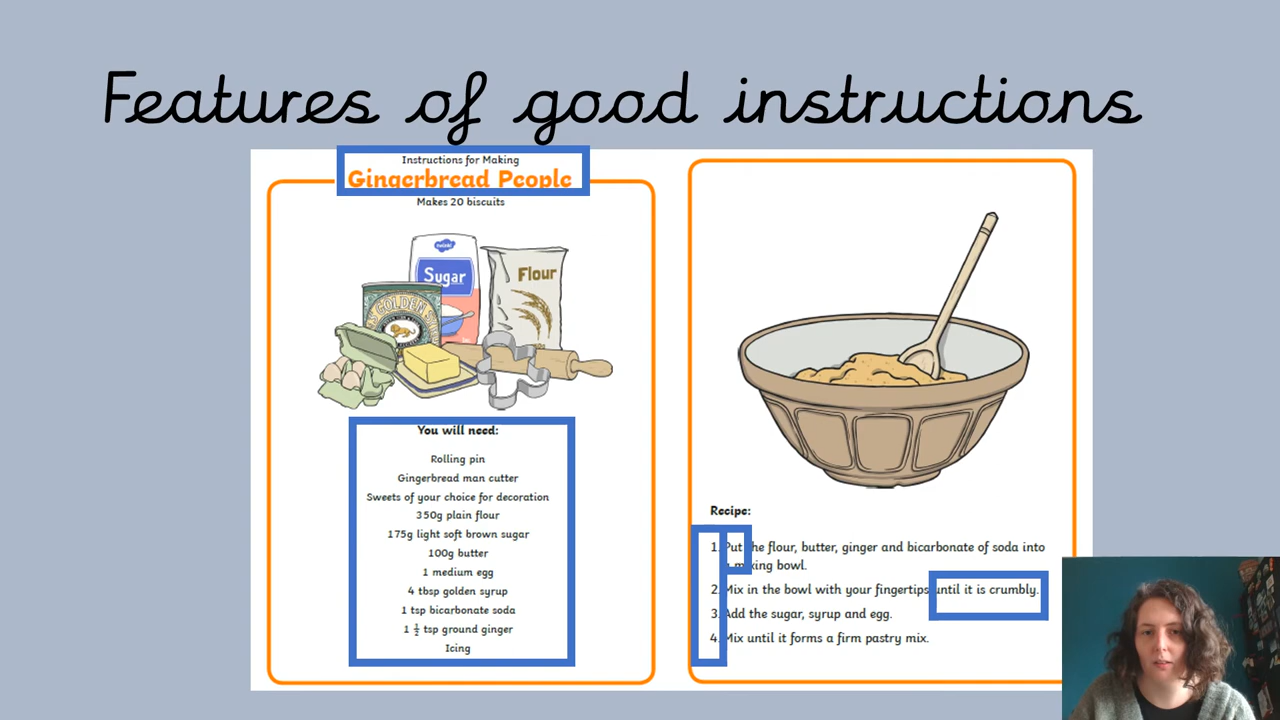 Features of good instructions
Instructions for Making
Gingerbread People
Makes 20 biscuits
Sugar
Flour
GOLDEN
You will need:
Rolling pin
Gingerbread man cutter
Sweets of your choice for decoration
350g plain flour
175g light soft brown sugar
100g butter
1 medium egg
4 tbsp golden syrup
1 tsp bicarbonate soda
1 ½ tsp ground ginger
Icing
Recipe:
1. Put the flour, butter, ginger and bicarbonate of soda into
a mixing bowl.
2. Mix in the bowl with your fingertips until it is crumbly.
3. Add the sugar, syrup and egg.
4. Mix until it forms a firm pastry mix.